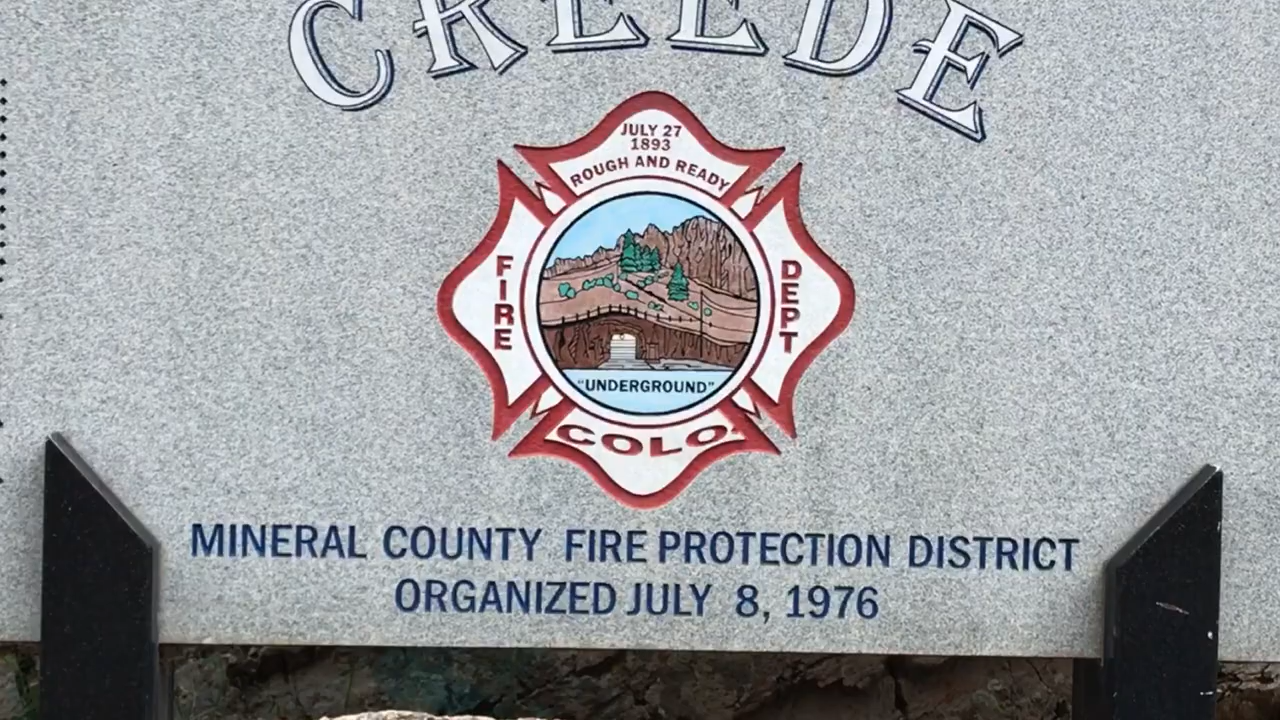 CREEDE
JULY 27
1893
ROUGH AND READY
FIRE
DEPT
"UNDERGROUND"
COLO.
MINERAL COUNTY FIRE PROTECTION DISTRICT
ORGANIZED JULY 8, 1976